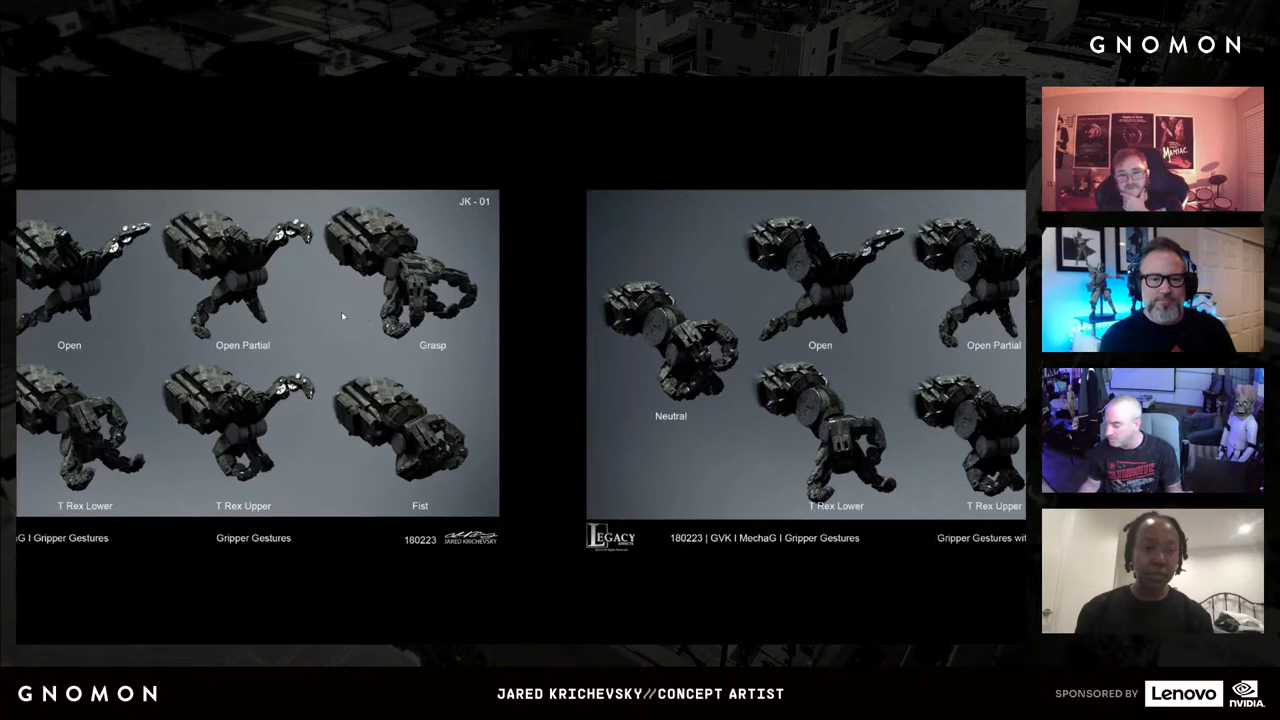 GNOMON
JK - 01
Open
Open Partial
Grasp
T Rex Lower
T Rex Upper
Fist
G I Gripper Gestures
Gripper Gestures
180223
JARED KRICHEVSKY
Neutral
Open
Open Partial
T Rex Lower
T Rex Upper
LEGACY
EFFECTS
180223 | GVK I MechaG I Gripper Gestures
Gripper Gestures wit
MANIAC
GNOMON
JARED KRICHEVSKY//CONCEPT ARTIST
SPONSORED BY
Lenovo
NVIDIA.